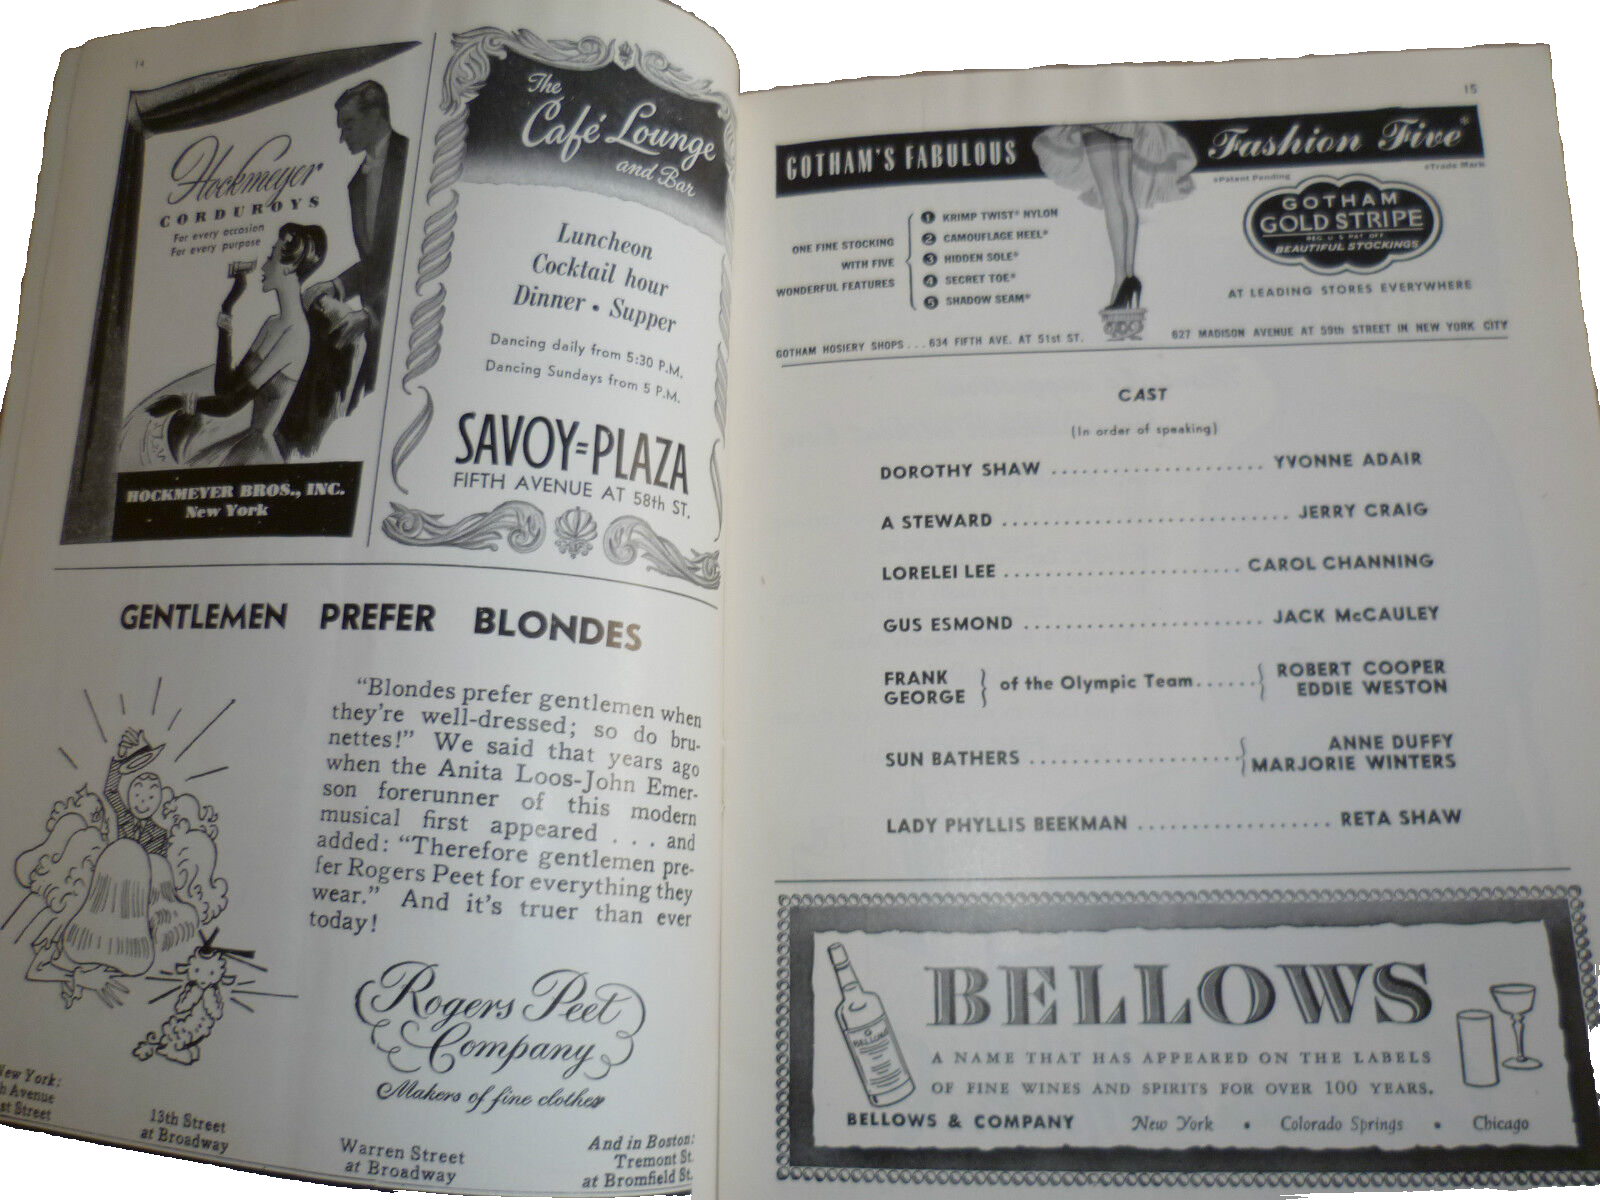 14
Hockmeyer
CORDUROYS
For every occasion
For every purpose
HOCKMEYER BROS., INC.
New York
The
Café Lounge
and Bar
Luncheon
Cocktail hour
Dinner • Supper
Dancing daily from 5:30 P.M.
Dancing Sundays from 5 P.M.
SAVOY=PLAZA
FIFTH AVENUE AT 58th ST.
GENTLEMEN PREFER BLONDES
"Blondes prefer gentlemen when
they're well-dressed; so do bru-
nettes!" We said that years ago
when the Anita Loos-John Emer-
son forerunner of this modern
musical first appeared . . . and
added: "Therefore gentlemen pre-
fer Rogers Peet for everything they
wear." And it's truer than ever
today!
Rogers Peet
Company
Makers of fine clothes
New York:
Avenue
st Street
13th Street
at Broadway
Warren Street
at Broadway
And in Boston:
Tremont St.
at Bromfield St.
15
GOTHAM'S FABULOUS
Fashion Five*
*Patent Pending
*Trade Mark
ONE FINE STOCKING
WITH FIVE
WONDERFUL FEATURES
1 KRIMP TWIST* NYLON
2 CAMOUFLAGE HEEL*
3 HIDDEN SOLE*
4 SECRET TOE*
5 SHADOW SEAM*
GOTHAM
GOLD STRIPE
REG. U.S. PAT. OFF.
BEAUTIFUL STOCKINGS
AT LEADING STORES EVERYWHERE
GOTHAM HOSIERY SHOPS . . . 634 FIFTH AVE. AT 51st ST. 627 MADISON AVENUE AT 59th STREET IN NEW YORK CITY
CAST
(In order of speaking)
DOROTHY SHAW ..................... YVONNE ADAIR
A STEWARD ............................ JERRY CRAIG
LORELEI LEE ....................... CAROL CHANNING
GUS ESMOND ....................... JACK McCAULEY
FRANK
GEORGE
of the Olympic Team......
ROBERT COOPER
EDDIE WESTON
SUN BATHERS .....................
ANNE DUFFY
MARJORIE WINTERS
LADY PHYLLIS BEEKMAN ................... RETA SHAW
BELLOWS
BELLOWS
A NAME THAT HAS APPEARED ON THE LABELS
OF FINE WINES AND SPIRITS FOR OVER 100 YEARS.
BELLOWS & COMPANY New York • Colorado Springs • Chicago